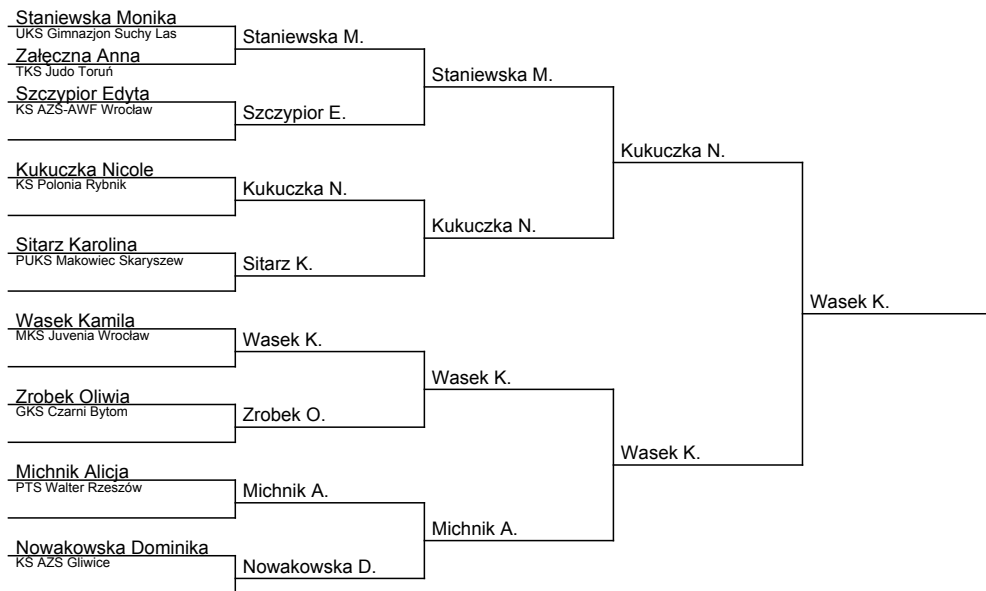 Staniewska Monika
UKS Gimnazjon Suchy Las
Staniewska M.
Załęczna Anna
TKS Judo Toruń
Staniewska M.
Szczypior Edyta
KS AZS-AWF Wrocław
Szczypior E.
Kukuczka N.
Kukuczka Nicole
KS Polonia Rybnik
Kukuczka N.
Kukuczka N.
Sitarz Karolina
PUKS Makowiec Skaryszew
Sitarz K.
Wasek K.
Wasek Kamila
MKS Juvenia Wrocław
Wasek K.
Wasek K.
Zrobek Oliwia
GKS Czarni Bytom
Zrobek O.
Wasek K.
Michnik Alicja
PTS Walter Rzeszów
Michnik A.
Michnik A.
Nowakowska Dominika
KS AZS Gliwice
Nowakowska D.